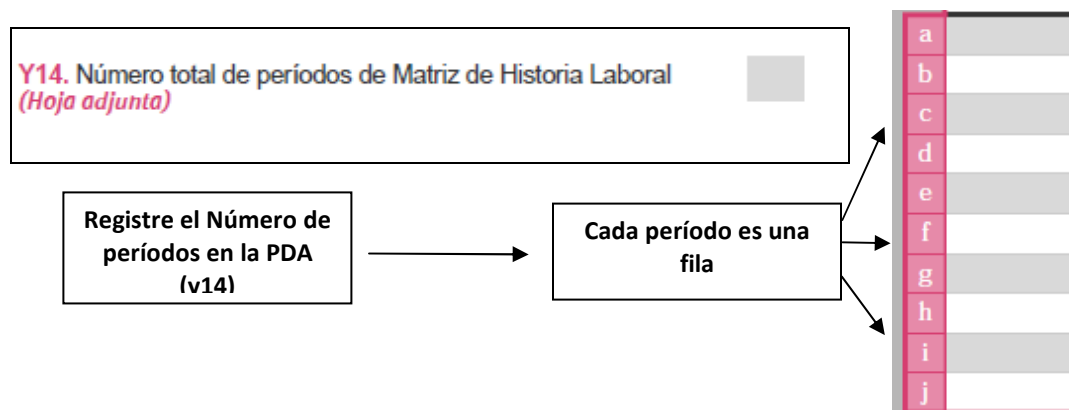 Y14. Número total de períodos de Matriz de Historia Laboral
(Hoja adjunta)
Registre el Número de
períodos en la PDA
(y14)
Cada período es una
fila
a
b
c
d
e
f
g
h
i
j